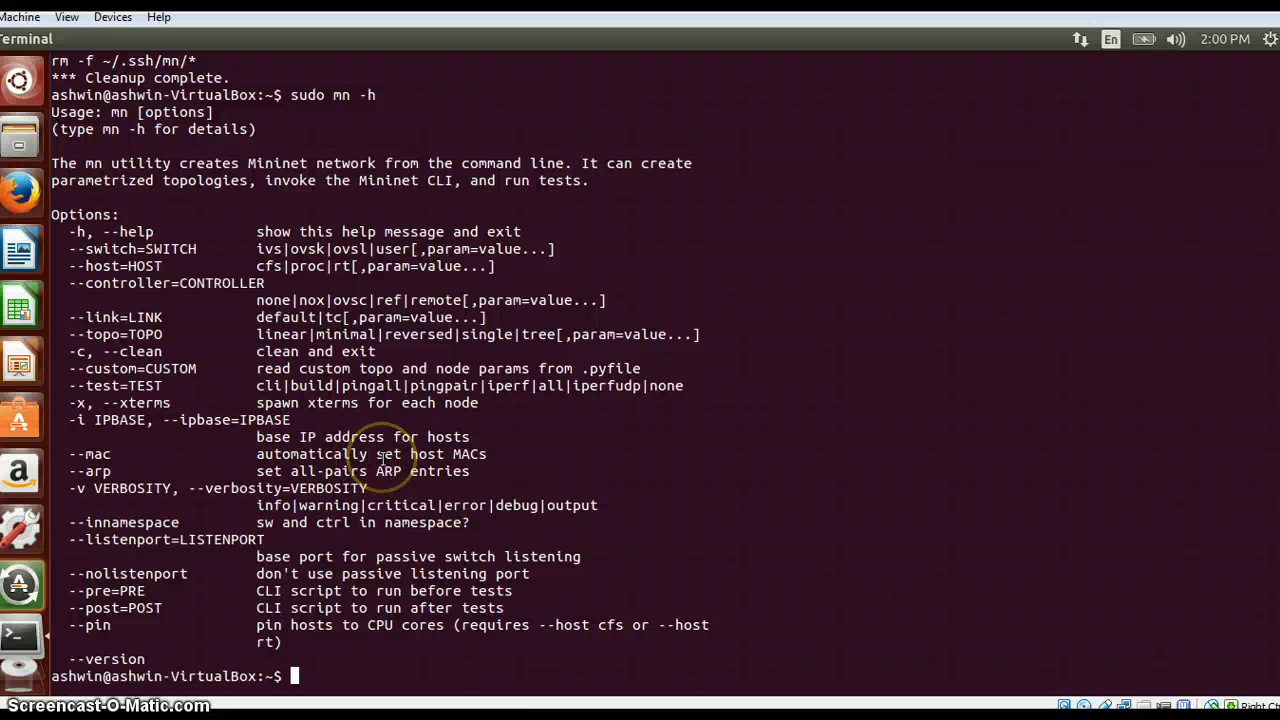 Machine View Devices Help
Terminal En 2:00 PM
rm -f ~/.ssh/mn/*
*** Cleanup complete.
ashwin@ashwin-VirtualBox:~$ sudo mn -h
Usage: mn [options]
(type mn -h for details)
The mn utility creates Mininet network from the command line. It can create
parametrized topologies, invoke the Mininet CLI, and run tests.
Options:
-h, --help show this help message and exit
--switch=SWITCH ivs|ovsk|ovsl|user[,param=value...]
--host=HOST cfs|proc|rt[,param=value...]
--controller=CONTROLLER
none|nox|ovsc|ref|remote[,param=value...]
--link=LINK default|tc[,param=value...]
--topo=TOPO linear|minimal|reversed|single|tree[,param=value...]
-c, --clean clean and exit
--custom=CUSTOM read custom topo and node params from .pyfile
--test=TEST cli|build|pingall|pingpair|iperf|all|iperfudp|none
-x, --xterms spawn xterms for each node
-i IPBASE, --ipbase=IPBASE
base IP address for hosts
--mac automatically set host MACs
--arp set all-pairs ARP entries
-v VERBOSITY, --verbosity=VERBOSITY
info|warning|critical|error|debug|output
--innamespace sw and ctrl in namespace?
--listenport=LISTENPORT
base port for passive switch listening
--nolistenport don't use passive listening port
--pre=PRE CLI script to run before tests
--post=POST CLI script to run after tests
--pin pin hosts to CPU cores (requires --host cfs or --host
rt)
--version
ashwin@ashwin-VirtualBox:~$
Screencast-O-Matic.com Right C